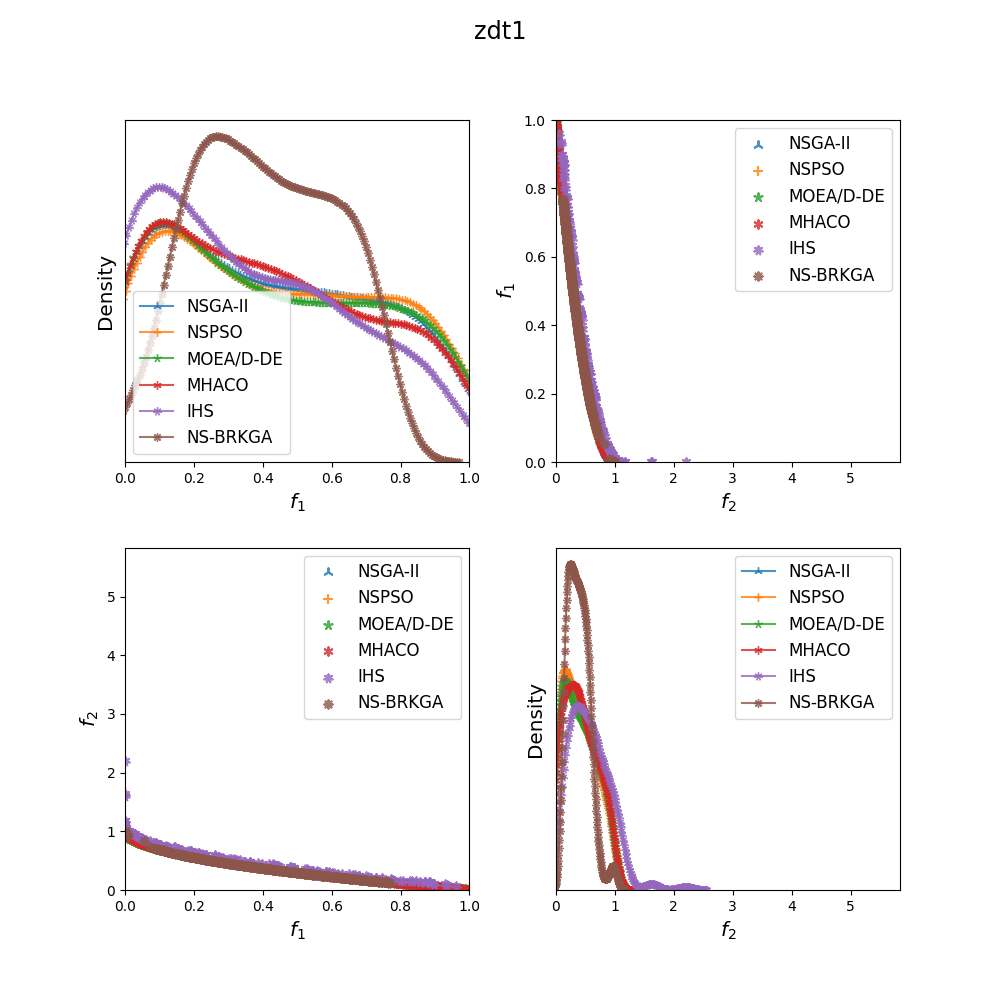 zdt1
Density
NSGA-II
NSPSO
MOEA/D-DE
MHACO
IHS
NS-BRKGA
0.0 0.2 0.4 0.6 0.8 1.0
f1
f1
1.0
0.8
0.6
0.4
0.2
0.0
NSGA-II
NSPSO
MOEA/D-DE
MHACO
IHS
NS-BRKGA
0 1 2 3 4 5
f2
f2
5
4
3
2
1
0
NSGA-II
NSPSO
MOEA/D-DE
MHACO
IHS
NS-BRKGA
0.0 0.2 0.4 0.6 0.8 1.0
f1
Density
NSGA-II
NSPSO
MOEA/D-DE
MHACO
IHS
NS-BRKGA
0 1 2 3 4 5
f2